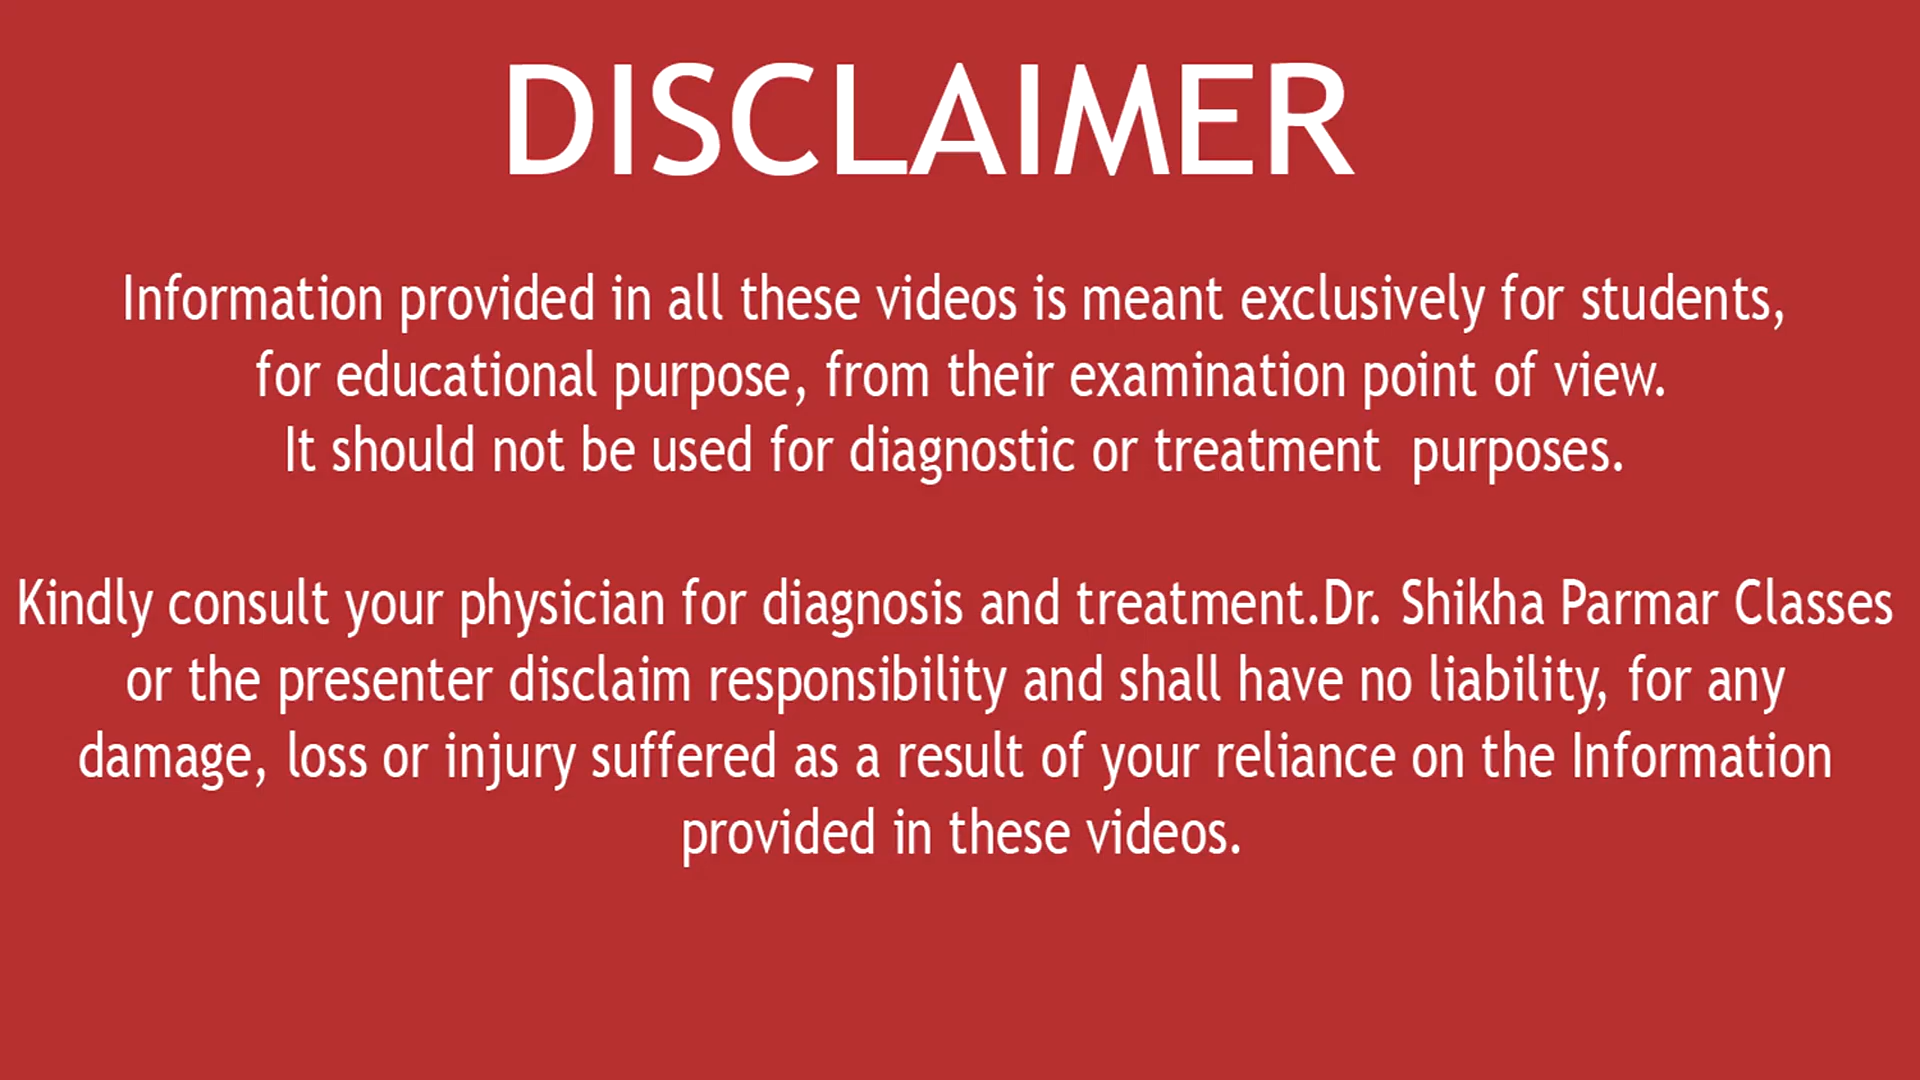 DISCLAIMER
Information provided in all these videos is meant exclusively for students,
for educational purpose, from their examination point of view.
It should not be used for diagnostic or treatment  purposes.
Kindly consult your physician for diagnosis and treatment.Dr. Shikha Parmar Classes
or the presenter disclaim responsibility and shall have no liability, for any
damage, loss or injury suffered as a result of your reliance on the Information
provided in these videos.